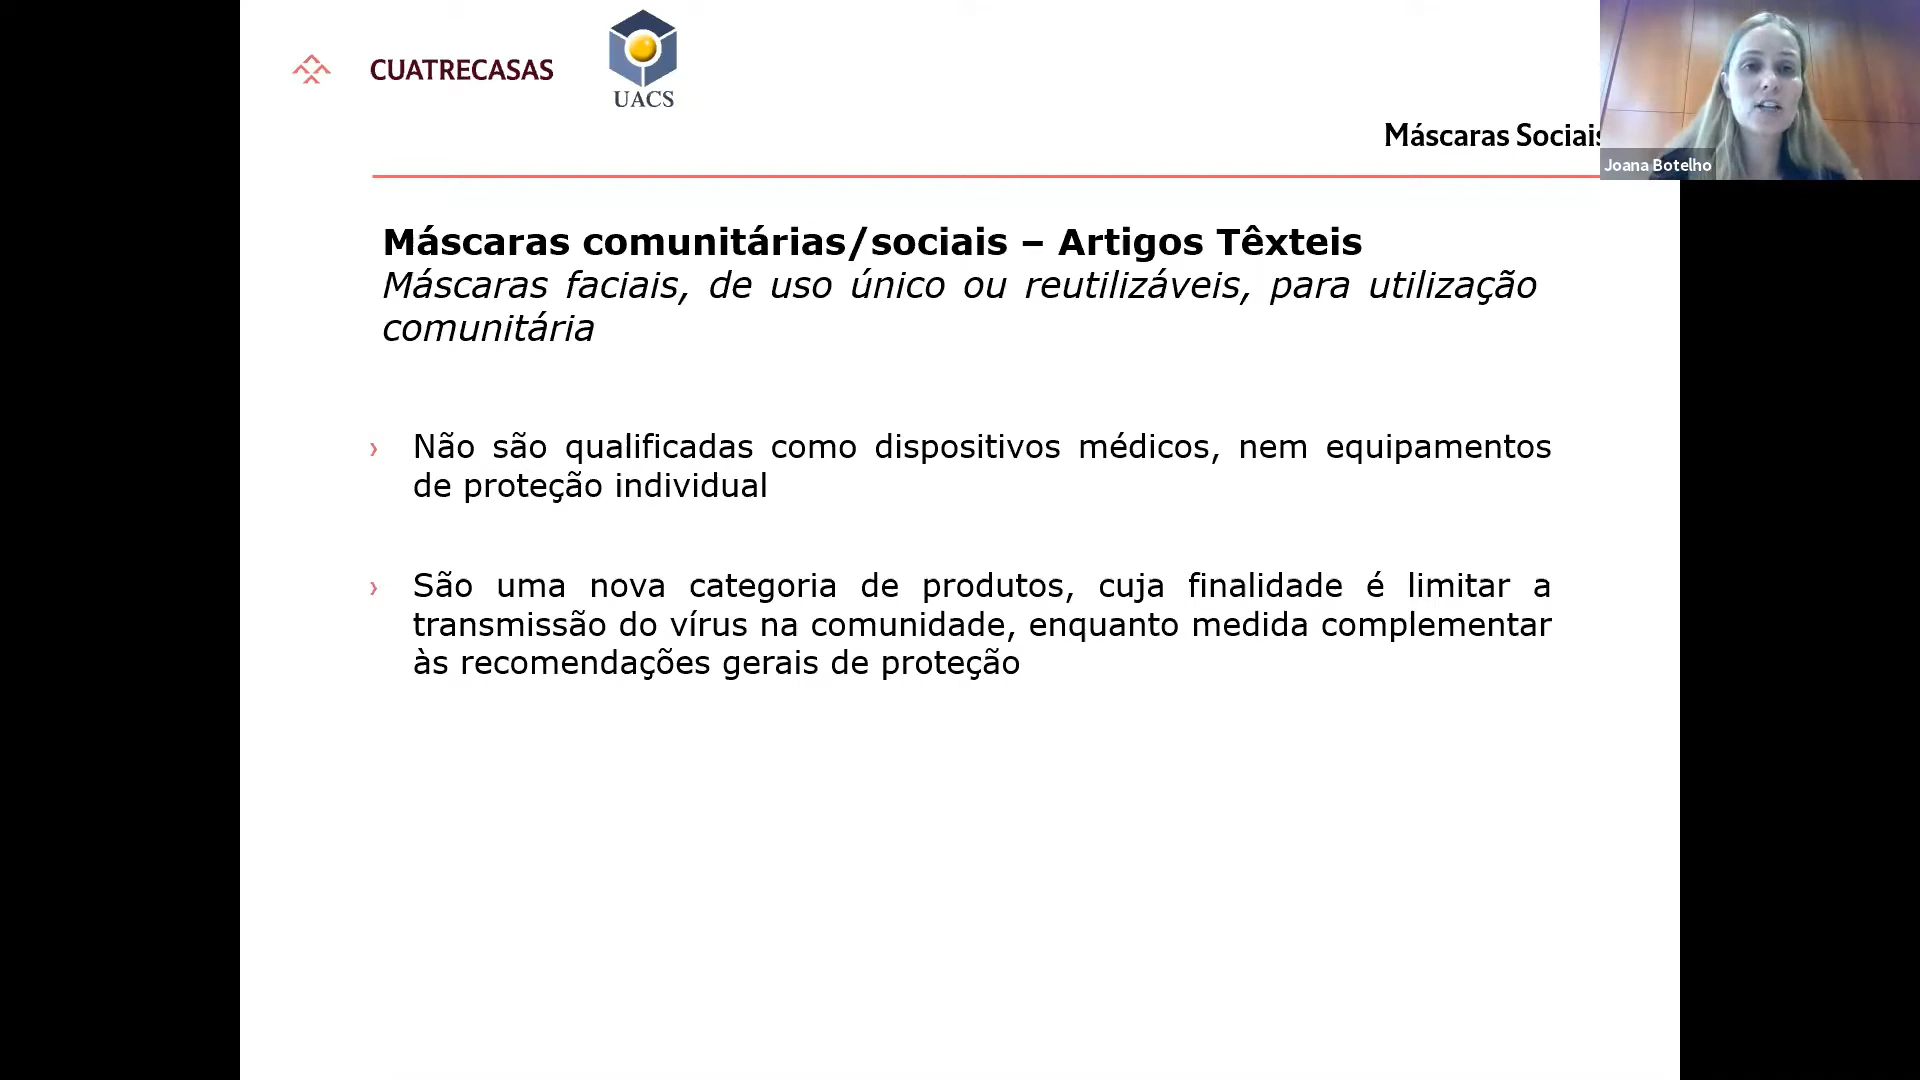 CUATRECASAS
UACS
Máscaras Sociais
Joana Botelho
Máscaras comunitárias/sociais – Artigos Têxteis
Máscaras faciais, de uso único ou reutilizáveis, para utilização
comunitária
› Não são qualificadas como dispositivos médicos, nem equipamentos
de proteção individual
› São uma nova categoria de produtos, cuja finalidade é limitar a
transmissão do vírus na comunidade, enquanto medida complementar
às recomendações gerais de proteção